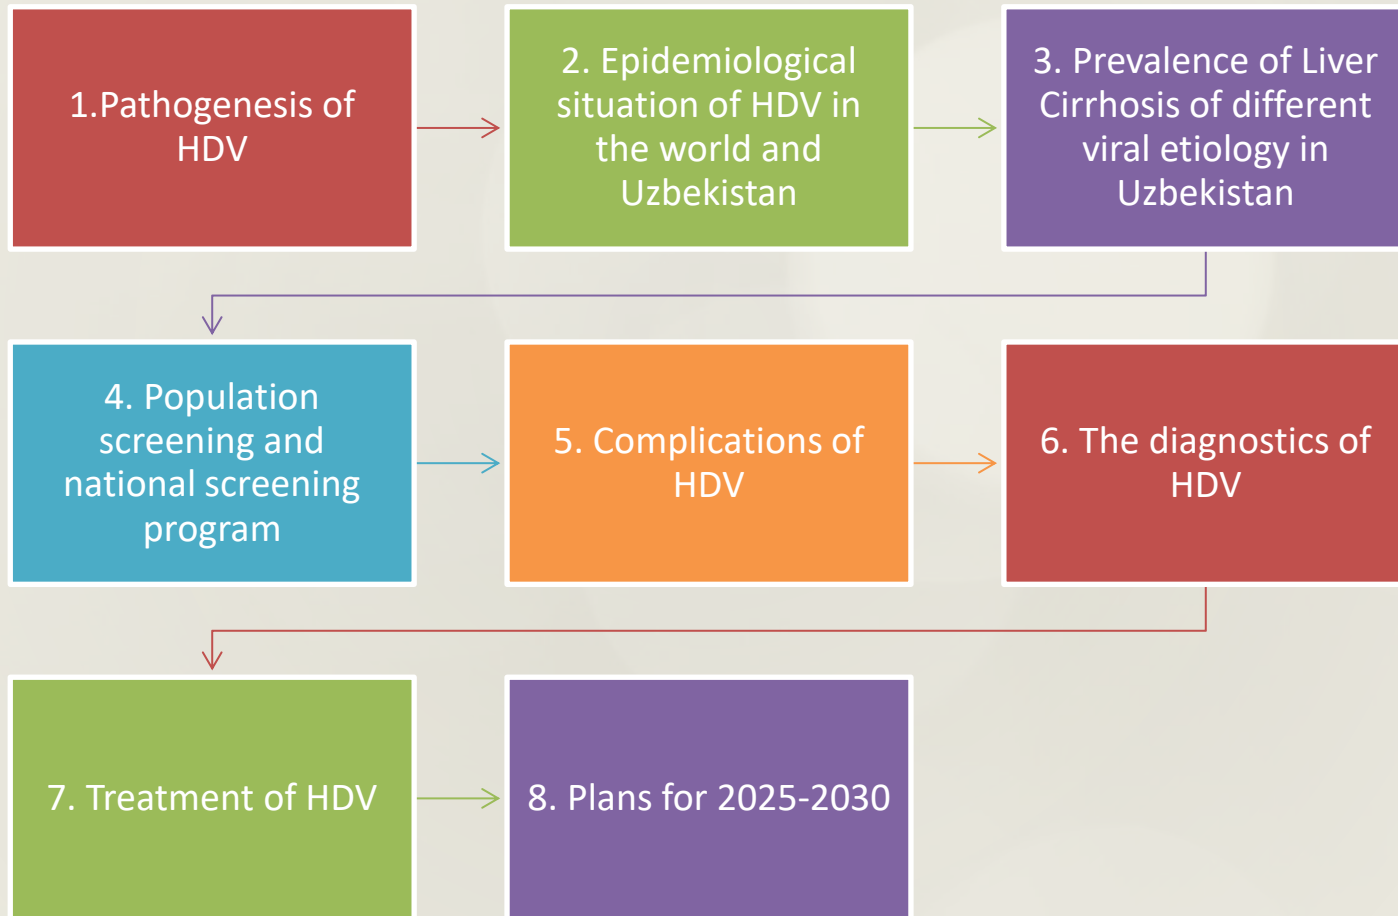 1.Pathogenesis of
HDV
2. Epidemiological
situation of HDV in
the world and
Uzbekistan
3. Prevalence of Liver
Cirrhosis of different
viral etiology in
Uzbekistan
4. Population
screening and
national screening
program
5. Complications of
HDV
6. The diagnostics of
HDV
7. Treatment of HDV
8. Plans for 2025-2030